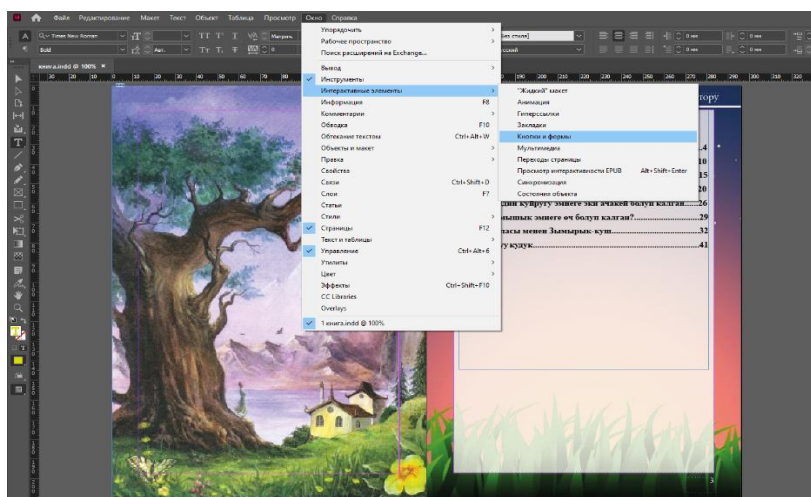 Файл Редактирование Макет Текст Объект Таблица Просмотр Окно Справка
Times New Roman
Bold
книга.indd @ 100%
Упорядочить
Рабочее пространство
Поиск расширений на Exchange...
Вывод
Инструменты
Интерактивные элементы
Информация F8
Комментарии
Обводка F10
Обтекание текстом Ctrl+Alt+W
Объекты и макет
Правка
Свойства
Связи Ctrl+Shift+D
Слои F7
Статьи
Стили
Страницы F12
Текст и таблицы
Управление Ctrl+Alt+6
Утилиты
Цвет
Эффекты Ctrl+Shift+F10
CC Libraries
Overlays
1 книга.indd @ 100%
"Жидкий" макет
Анимация
Гиперссылки
Закладки
Кнопки и формы
Мультимедиа
Переходы страницы
Просмотр интерактивности EPUB Alt+Shift+Enter
Синхронизация
Состояния объекта
4
10
15
20
куйругу эмнеге эки ачакей болуп калган.....26
эмнеге өч болуп калган?.....29
менен Зымырык-куш.....32
кудук.....41
3